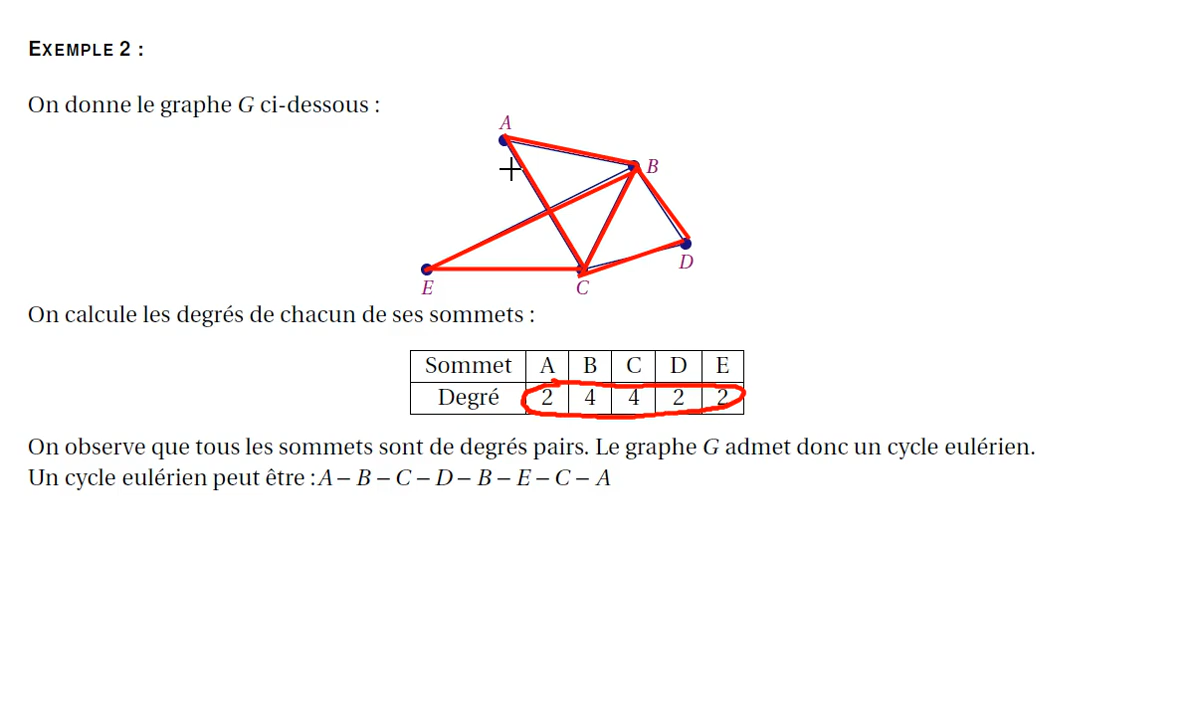 EXEMPLE 2 :
On donne le graphe G ci-dessous :
A
B
D
E
C
On calcule les degrés de chacun de ses sommets :
Sommet A B C D E
Degré 2 4 4 2 2
On observe que tous les sommets sont de degrés pairs. Le graphe G admet donc un cycle eulérien.
Un cycle eulérien peut être :A – B – C – D – B – E – C – A